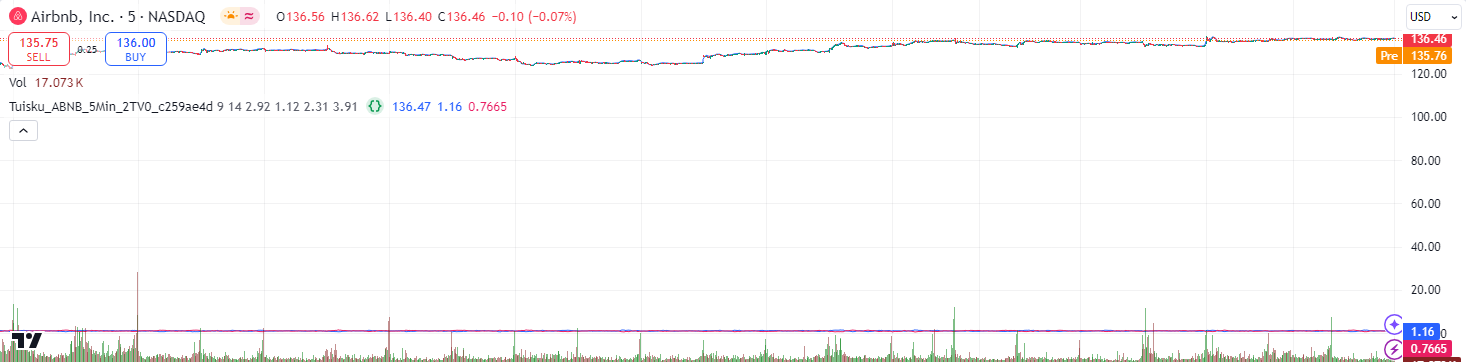 Airbnb, Inc. · 5 · NASDAQ O136.56 H136.62 L136.40 C136.46 −0.10 (−0.07%)
USD
135.75 SELL
0.25
136.00 BUY
136.46
Pre 135.76
Vol 17.073 K
120.00
Tuisku_ABNB_5Min_2TV0_c259ae4d 9 14 2.92 1.12 2.31 3.91 {} 136.47 1.16 0.7665
100.00
80.00
60.00
40.00
20.00
1.16
0.7665